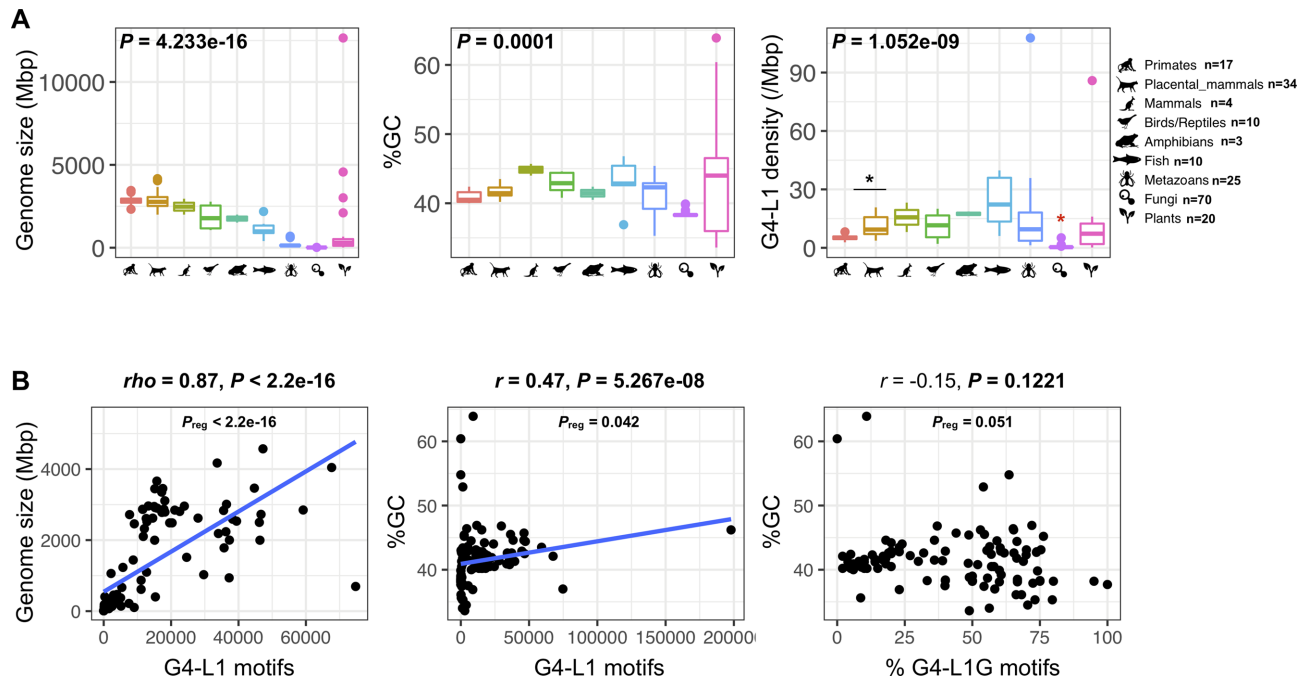 A
P = 4.233e-16
P = 0.0001
P = 1.052e-09
Genome size (Mbp)
10000
5000
0
%GC
60
50
40
G4-L1 density (/Mbp)
90
60
30
0
*
*
Primates n=17
Placental_mammals n=34
Mammals n=4
Birds/Reptiles n=10
Amphibians n=3
Fish n=10
Metazoans n=25
Fungi n=70
Plants n=20
B
rho = 0.87, P < 2.2e-16
r = 0.47, P = 5.267e-08
r = -0.15, P = 0.1221
Preg < 2.2e-16
Preg = 0.042
Preg = 0.051
Genome size (Mbp)
4000
2000
0
0 20000 40000 60000
G4-L1 motifs
%GC
60
50
40
0 50000 100000 150000 20000
G4-L1 motifs
%GC
60
50
40
0 25 50 75 100
% G4-L1G motifs